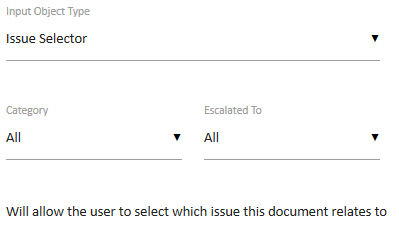 Input Object Type
Issue Selector
Category Escalated To
All All
Will allow the user to select which issue this document relates to